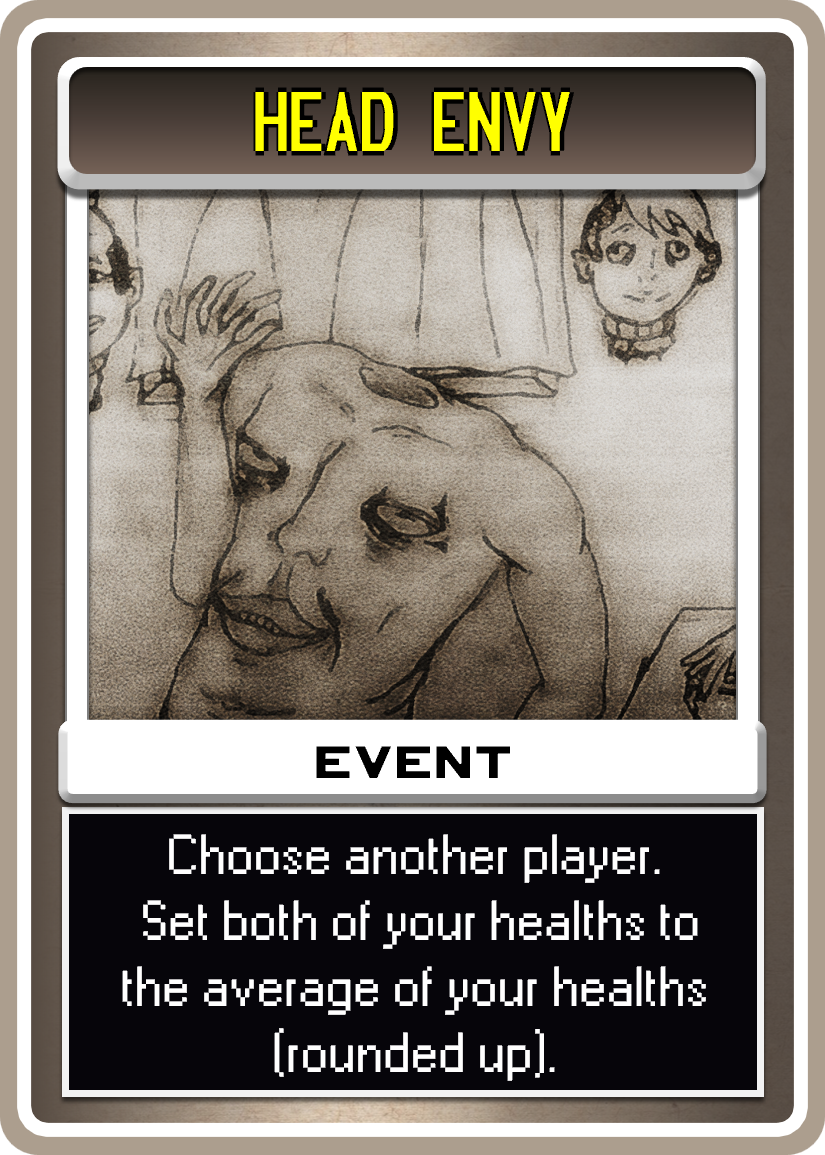 HEAD ENVY
EVENT
Choose another player.
Set both of your healths to
the average of your healths
(rounded up).